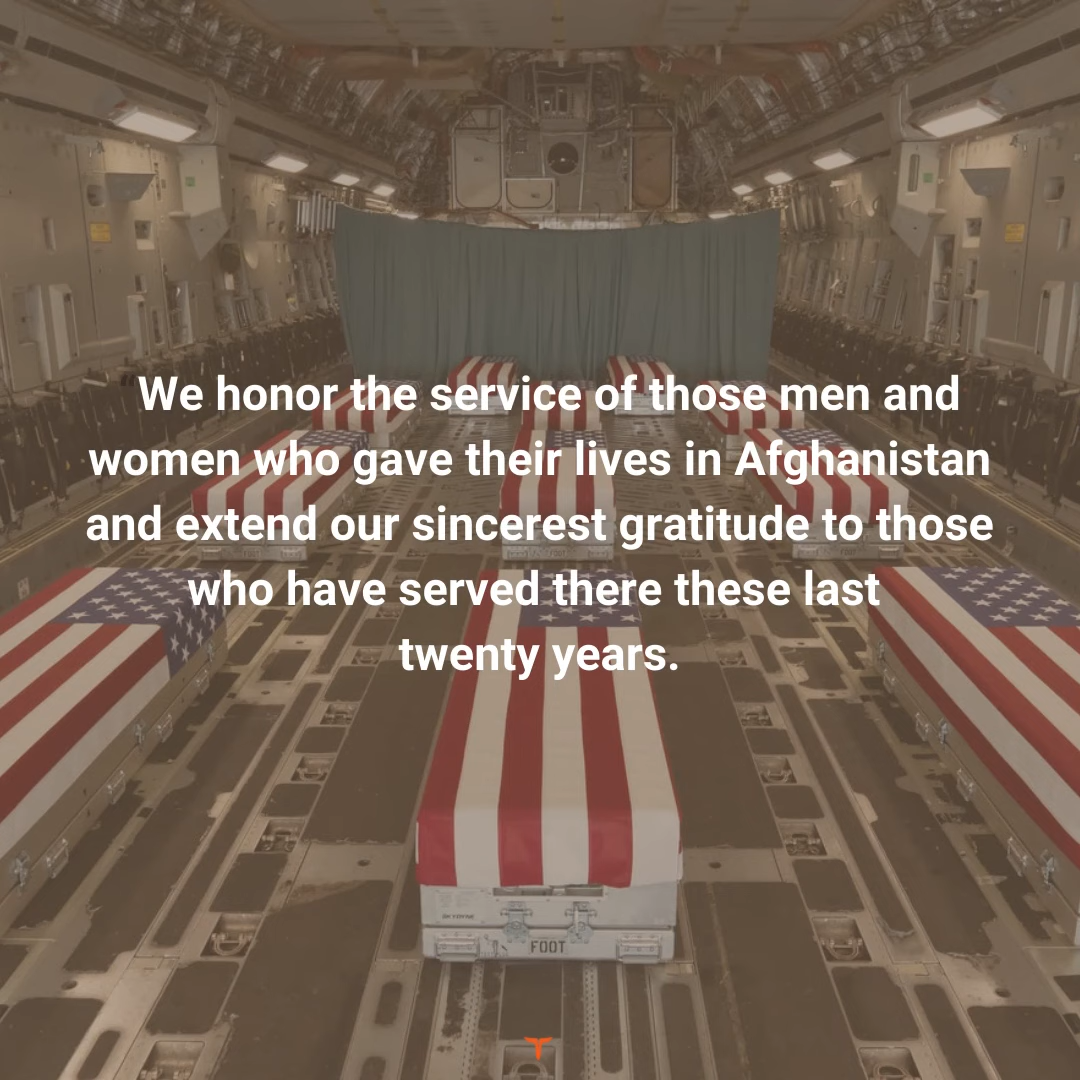 We honor the service of those men and
women who gave their lives in Afghanistan
and extend our sincerest gratitude to those
who have served there these last
twenty years.
FOOT